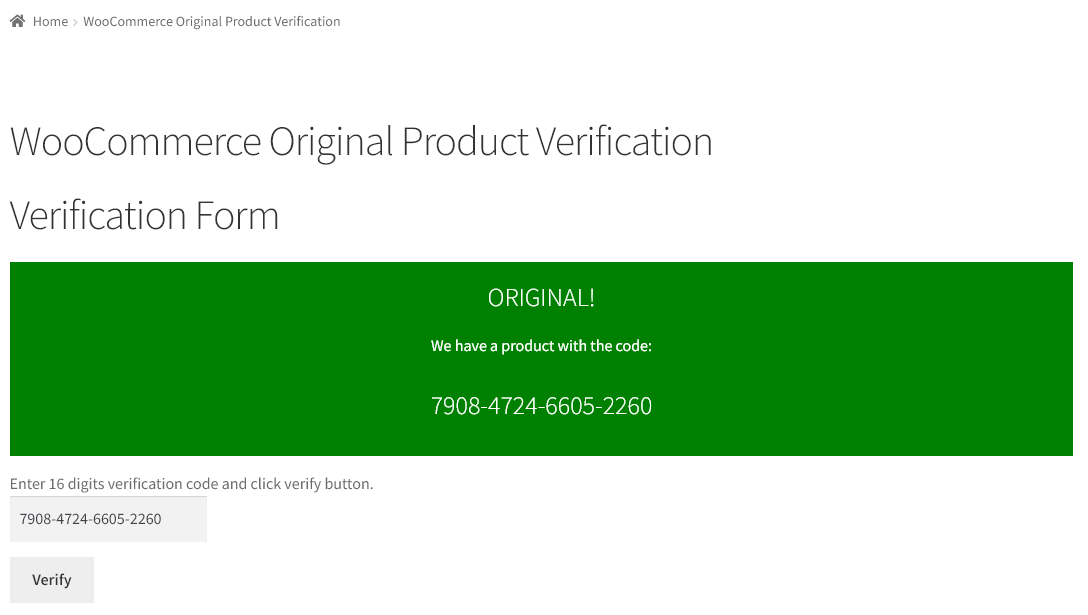 Home › WooCommerce Original Product Verification
WooCommerce Original Product Verification
Verification Form
ORIGINAL!
We have a product with the code:
7908-4724-6605-2260
Enter 16 digits verification code and click verify button.
7908-4724-6605-2260
Verify